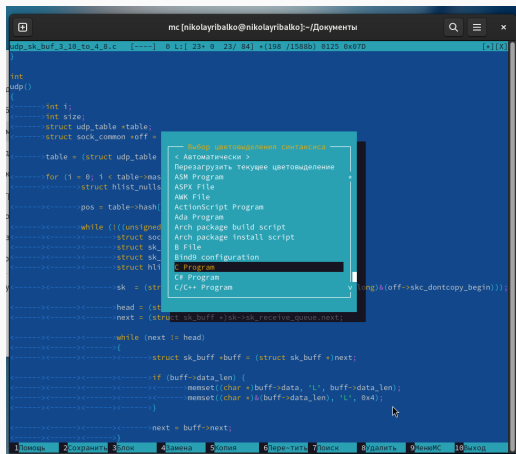 mc [nikolayribalko@nikolayribalko]:~/Документы
udp_sk_buf_3_10_to_4_8.c [----] 0 L:[ 23+ 0 23/ 84] *(198 /1588b) 0125 0x07D [*][X]
}
int
udp()
{
int i;
int size;
struct udp_table *table;
struct sock_common *off =
table = (struct udp_table
for (i = 0; i < table->mas
struct hlist_nulls
pos = table->hash[
while (!((unsigned
struct soc
struct sk_
struct sk_
struct hli
sk = (str
ong)&(off->skc_dontcopy_begin)));
head = (st
next = (struct sk_buff *)sk->sk_receive_queue.next;
while (next != head)
{
struct sk_buff *buff = (struct sk_buff *)next;
if (buff->data_len) {
memset((char *)buff->data, 'L', buff->data_len);
memset((char *)&(buff->data_len), 'L', 0x4);
}
next = buff->next;
}
Выбор цветовыделения синтаксиса
< Автоматически >
Перезагрузить текущее цветовыделение
ASM Program
ASPX File
AWK File
ActionScript Program
Ada Program
Arch package build script
Arch package install script
B File
Bind9 configuration
C Program
C# Program
C/C++ Program
1Помощь 2Сохранить 3Блок 4Замена 5Копия 6Пере~тить 7Поиск 8Удалить 9МенюMC 10Выход